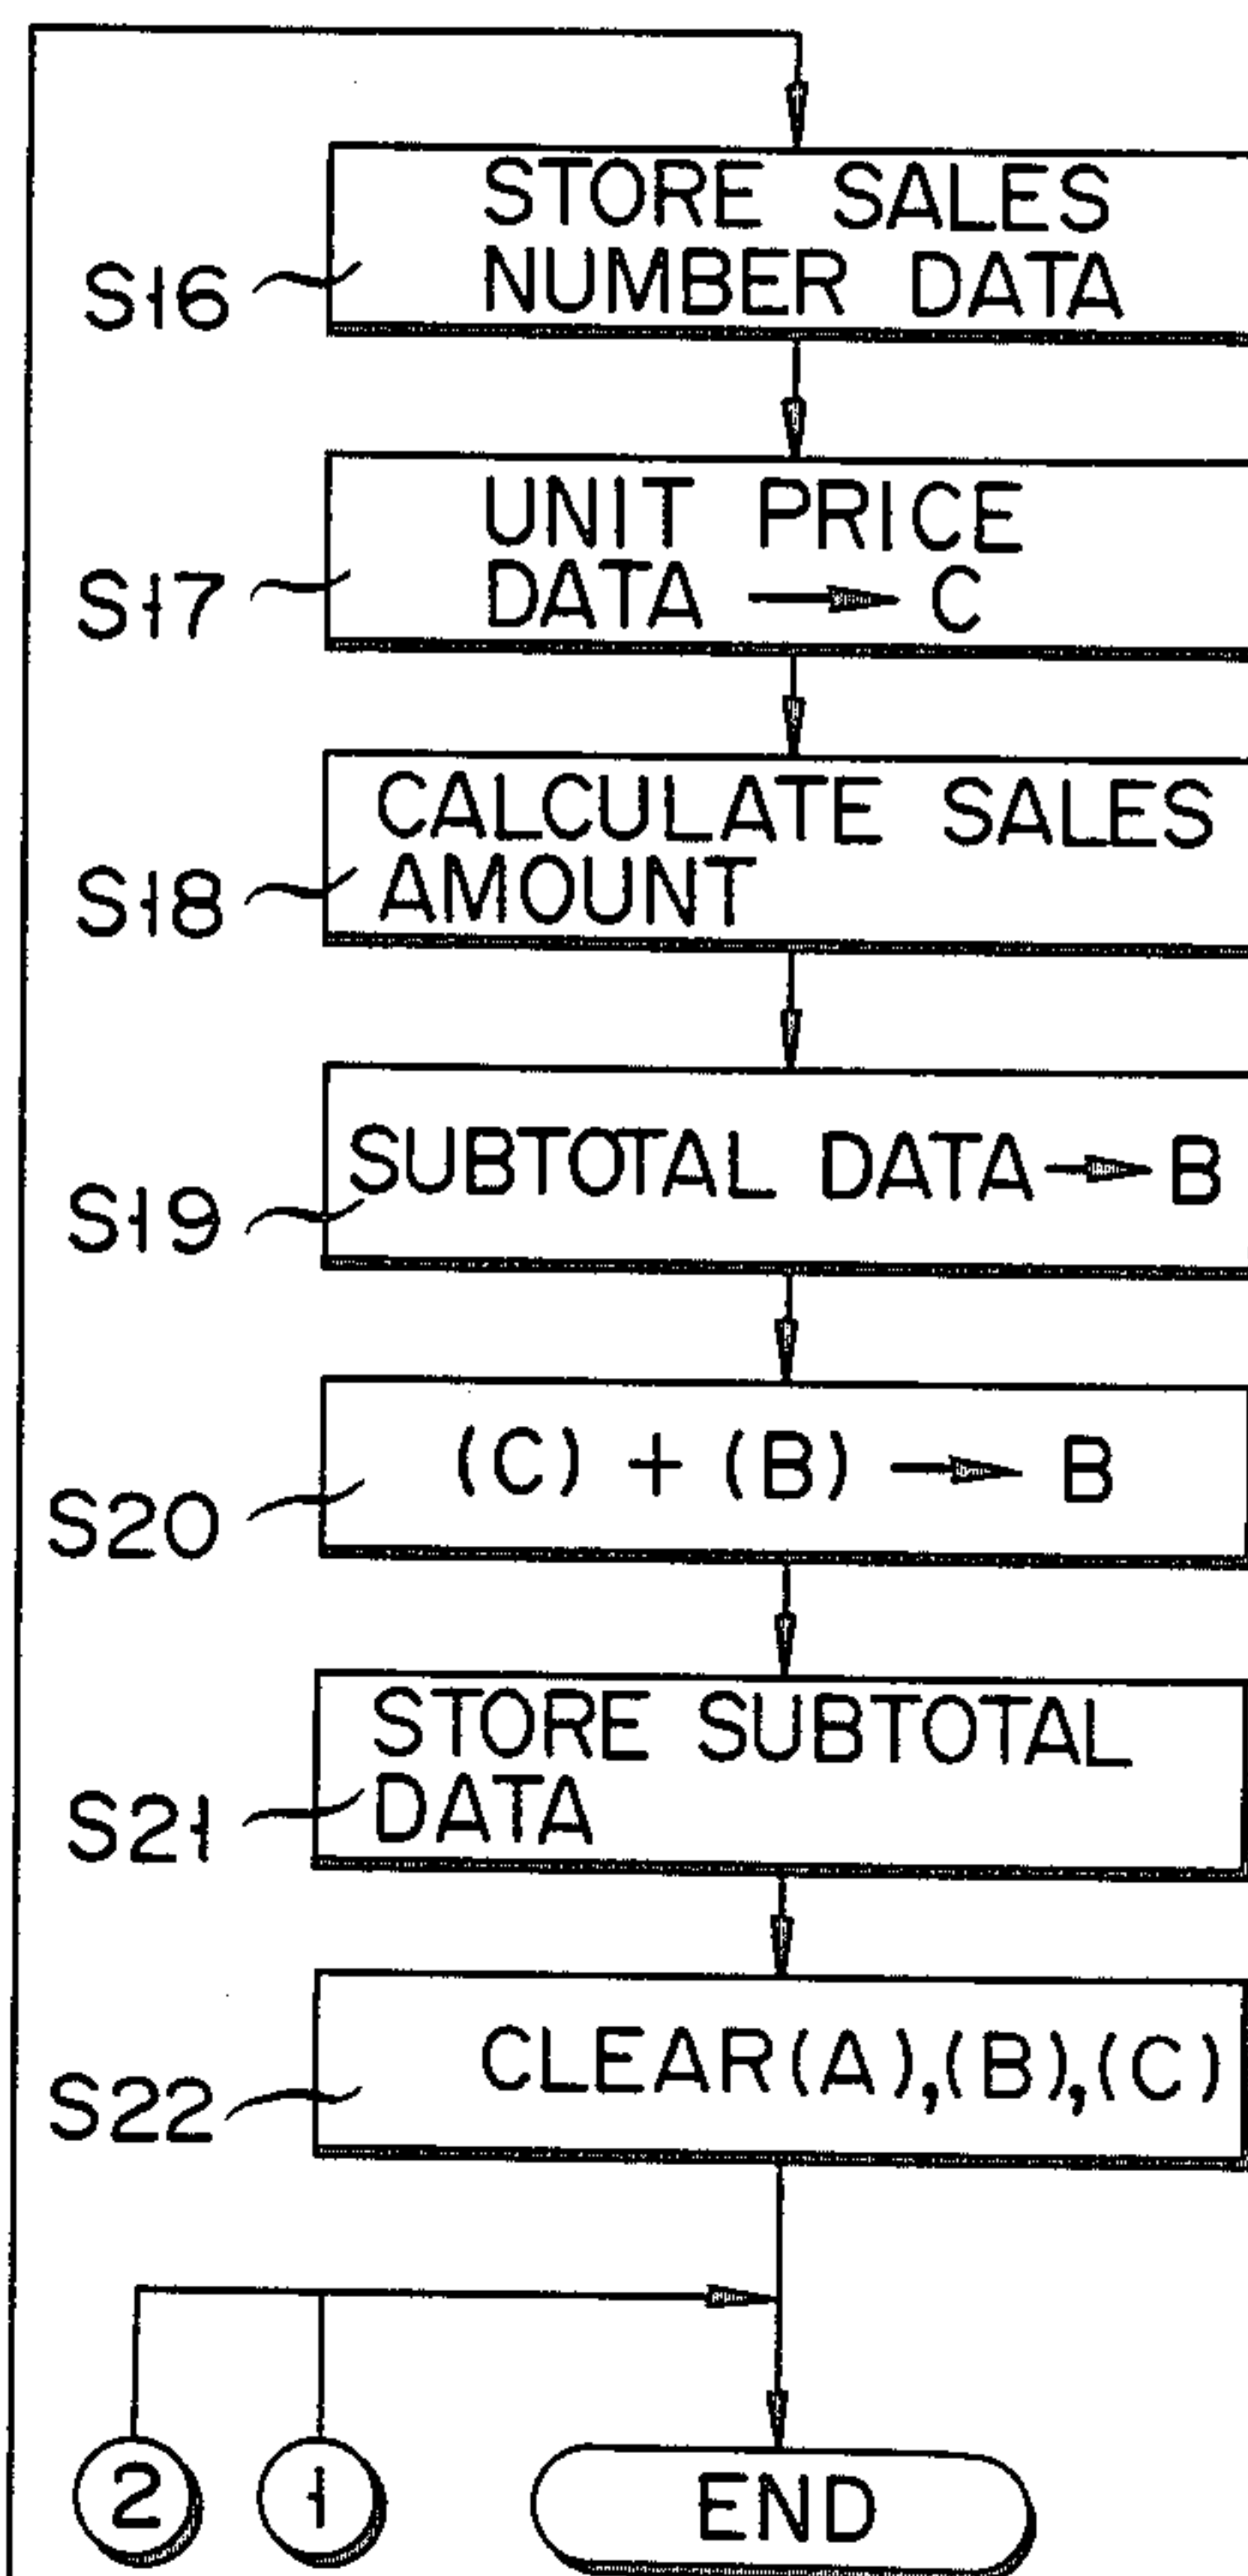 STORE SALES
NUMBER DATA
S16
UNIT PRICE
DATA → C
S17
CALCULATE SALES
AMOUNT
S18
SUBTOTAL DATA → B
S19
(C) + (B) → B
S20
STORE SUBTOTAL
DATA
S21
CLEAR(A),(B),(C)
S22
2
1
END